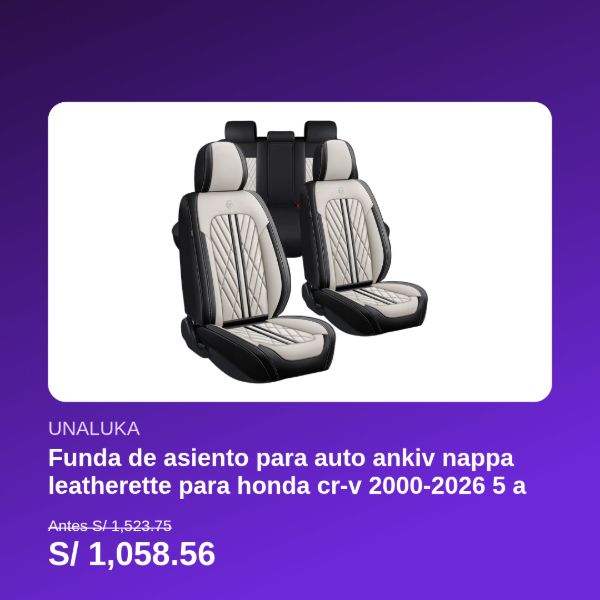 UNALUKA
Funda de asiento para auto ankiv nappa
leatherette para honda cr-v 2000-2026 5 a
Antes S/ 1,523.75
S/ 1,058.56